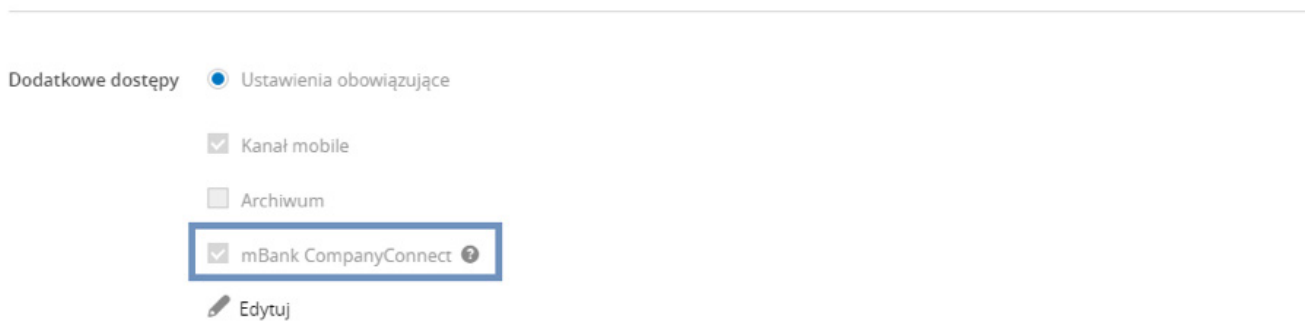 Dodatkowe dostępy Ustawienia obowiązujące
Kanał mobile
Archiwum
mBank CompanyConnect ?
Edytuj